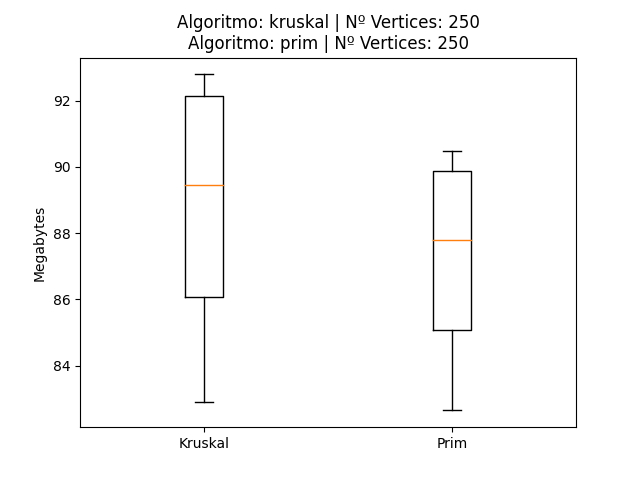 Algoritmo: kruskal | Nº Vertices: 250
Algoritmo: prim | Nº Vertices: 250
Megabytes
92
90
88
86
84
Kruskal
Prim